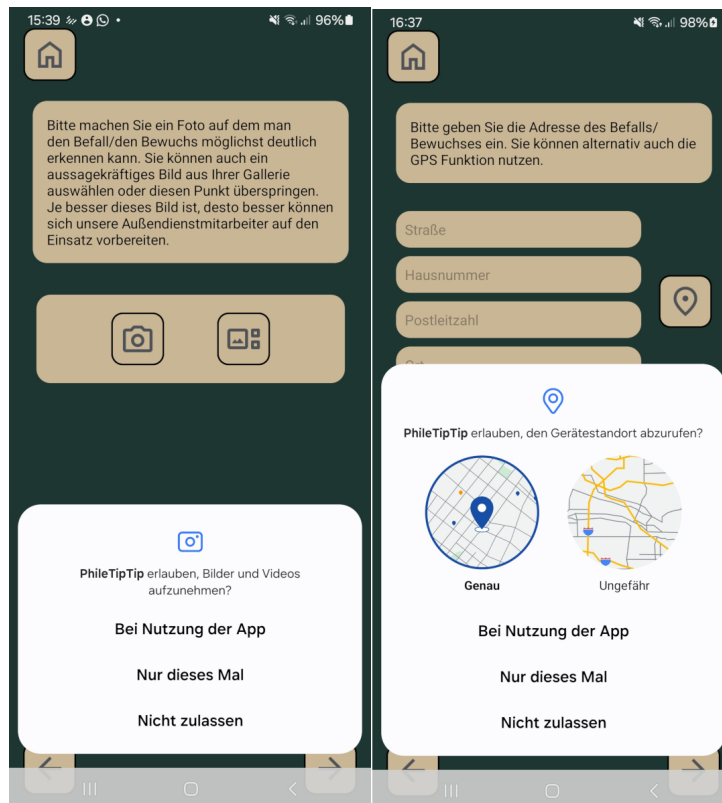 15:39
96%
Bitte machen Sie ein Foto auf dem man
den Befall/den Bewuchs möglichst deutlich
erkennen kann. Sie können auch ein
aussagekräftiges Bild aus Ihrer Gallerie
auswählen oder diesen Punkt überspringen.
Je besser dieses Bild ist, desto besser können
sich unsere Außendienstmitarbeiter auf den
Einsatz vorbereiten.
PhileTipTip erlauben, Bilder und Videos
aufzunehmen?
Bei Nutzung der App
Nur dieses Mal
Nicht zulassen
16:37
98%
Bitte geben Sie die Adresse des Befalls/
Bewuchses ein. Sie können alternativ auch die
GPS Funktion nutzen.
Straße
Hausnummer
Postleitzahl
PhileTipTip erlauben, den Gerätestandort abzurufen?
Genau
Ungefähr
Bei Nutzung der App
Nur dieses Mal
Nicht zulassen